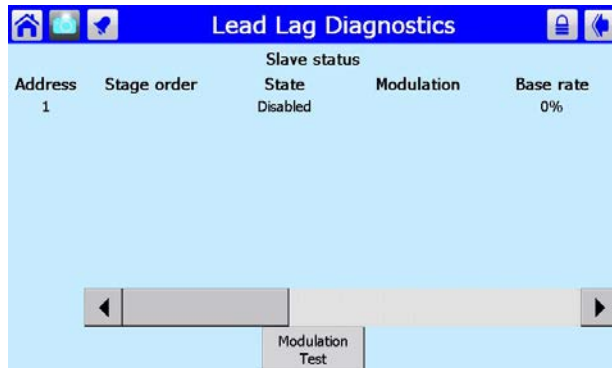 Lead Lag Diagnostics
Slave status
Address Stage order State Modulation Base rate
1 Disabled 0%
Modulation
Test